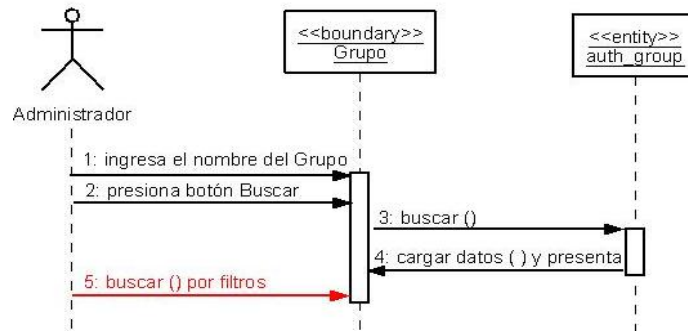 <<boundary>>
Grupo
<<entity>>
auth_group
Administrador
1: ingresa el nombre del Grupo
2: presiona botón Buscar
3: buscar ()
4: cargar datos ( ) y presenta
5: buscar () por filtros